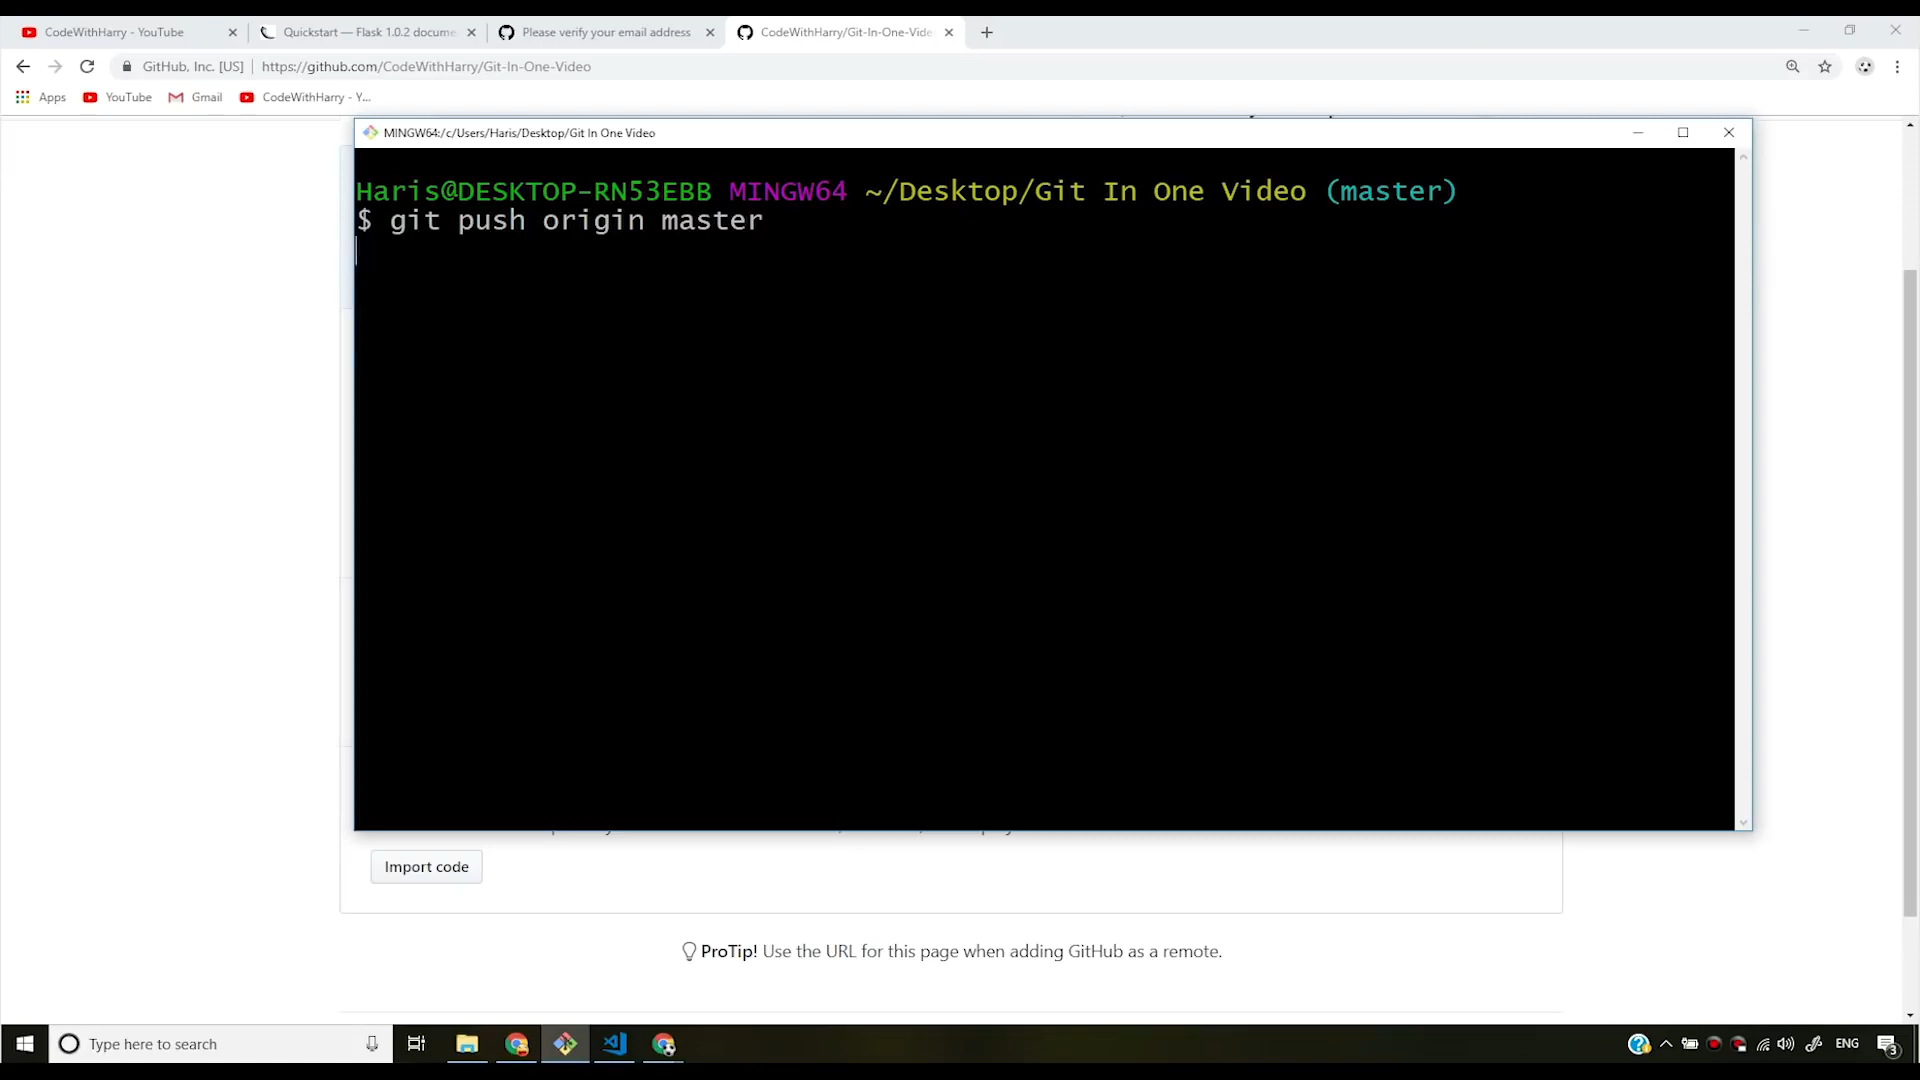 CodeWithHarry - YouTube
Quickstart — Flask 1.0.2 docume
Please verify your email address
CodeWithHarry/Git-In-One-Vide
GitHub, Inc. [US]
https://github.com/CodeWithHarry/Git-In-One-Video
Apps
YouTube
Gmail
CodeWithHarry - Y...
MINGW64:/c/Users/Haris/Desktop/Git In One Video
Haris@DESKTOP-RN53EBB MINGW64 ~/Desktop/Git In One Video (master)
$ git push origin master
Import code
ProTip! Use the URL for this page when adding GitHub as a remote.
Type here to search
ENG
3